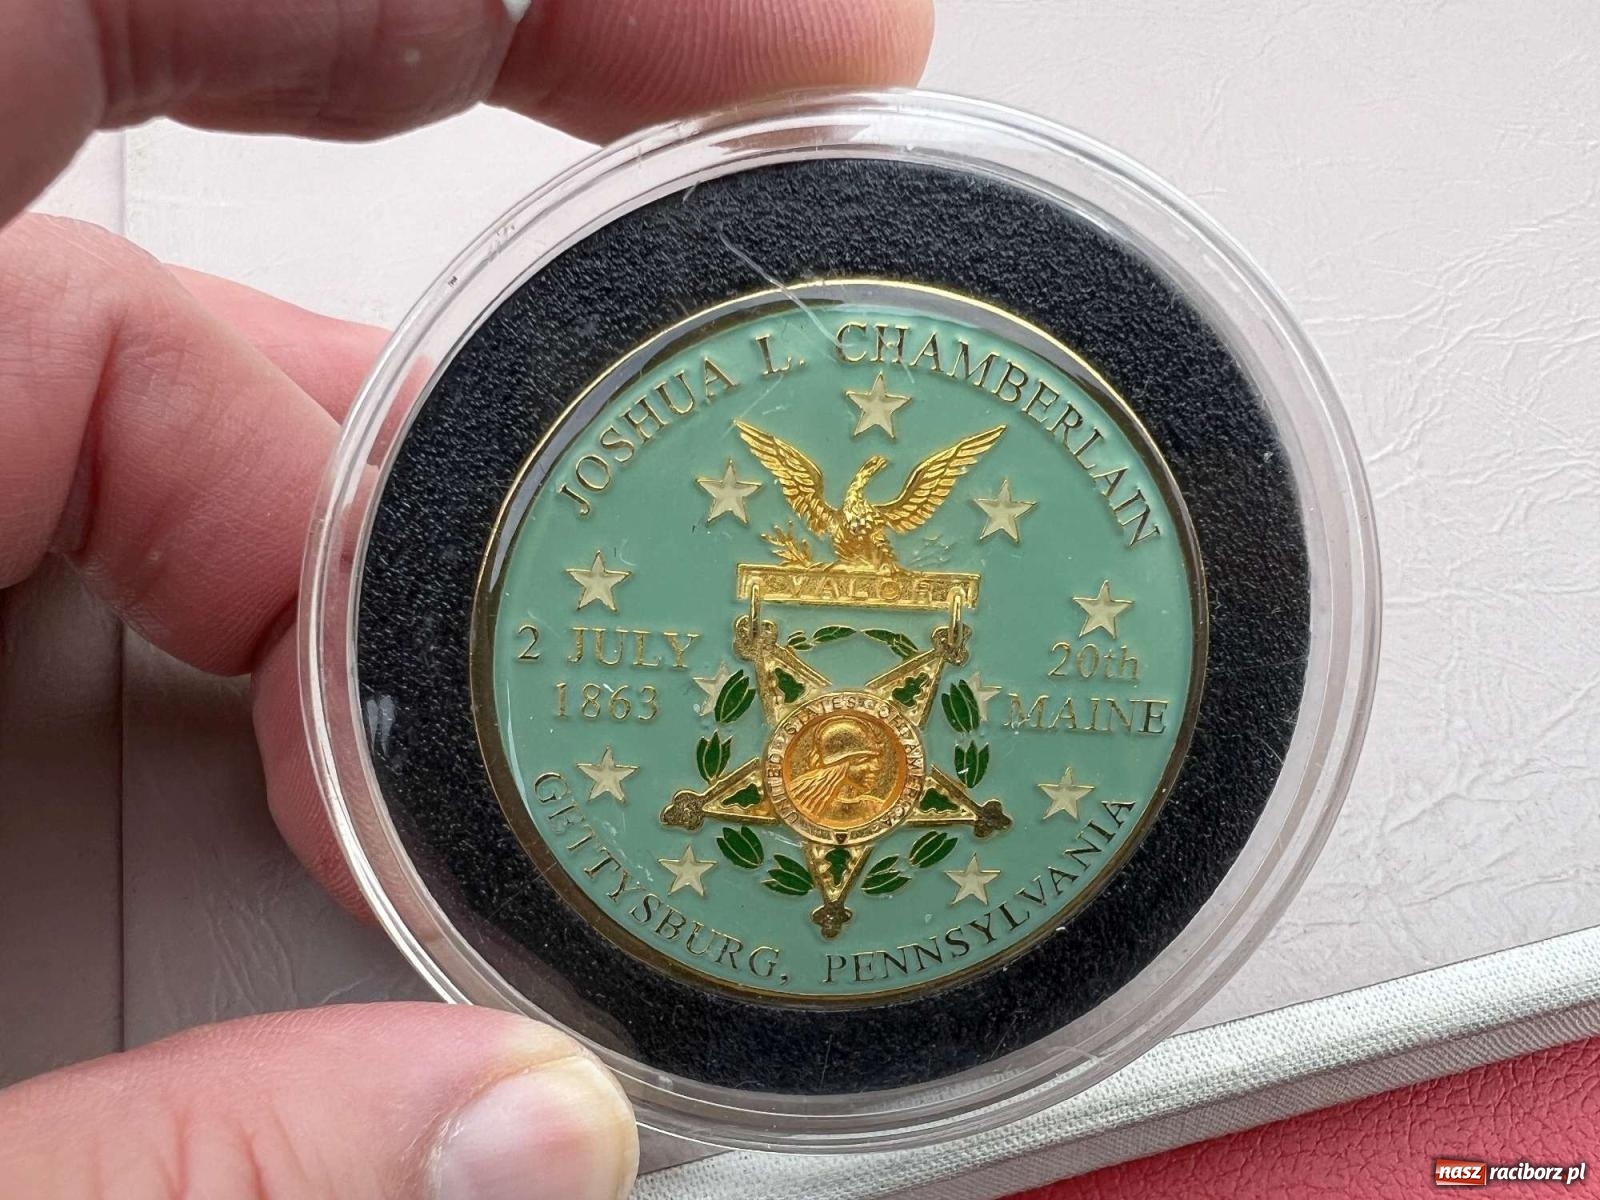 JOSHUA L. CHAMBERLAIN
VALOR
2 JULY
1863
20th
MAINE
UNITED STATES OF AMERICA
GETTYSBURG, PENNSYLVANIA
nasz raciborz.pl